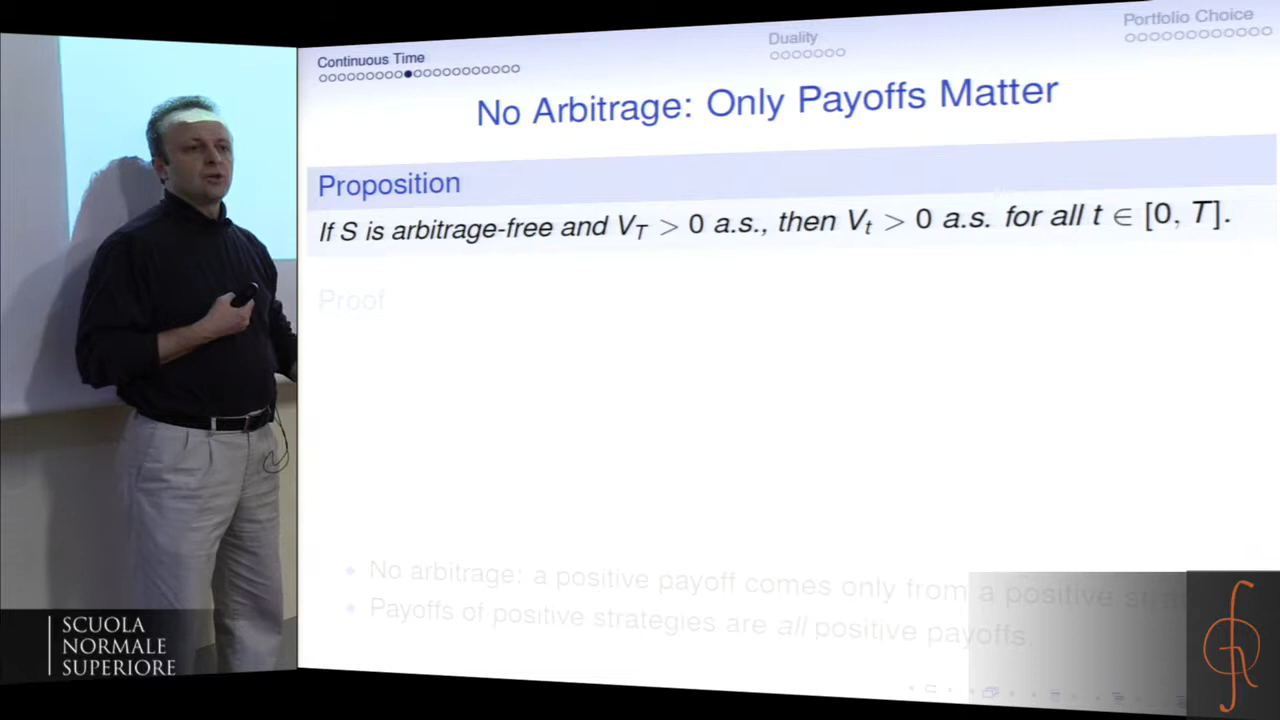 Continuous Time
Duality
Portfolio Choice
No Arbitrage: Only Payoffs Matter
Proposition
If S is arbitrage-free and V_T > 0 a.s., then V_t > 0 a.s. for all t ∈ [0, T].
Proof
• No arbitrage: a positive payoff comes only from a positive
• Payoffs of positive strategies are all positive payoffs.
SCUOLA
NORMALE
SUPERIORE